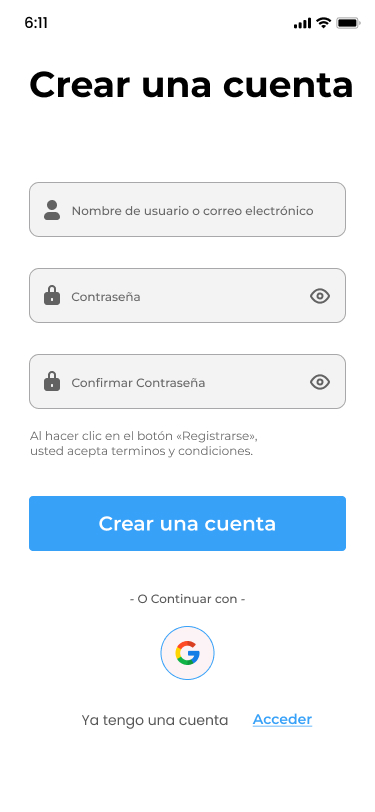 6:11
Crear una cuenta
Nombre de usuario o correo electrónico
Contraseña
Confirmar Contraseña
Al hacer clic en el botón «Registrarse»,
usted acepta terminos y condiciones.
Crear una cuenta
- O Continuar con -
G
Ya tengo una cuenta Acceder